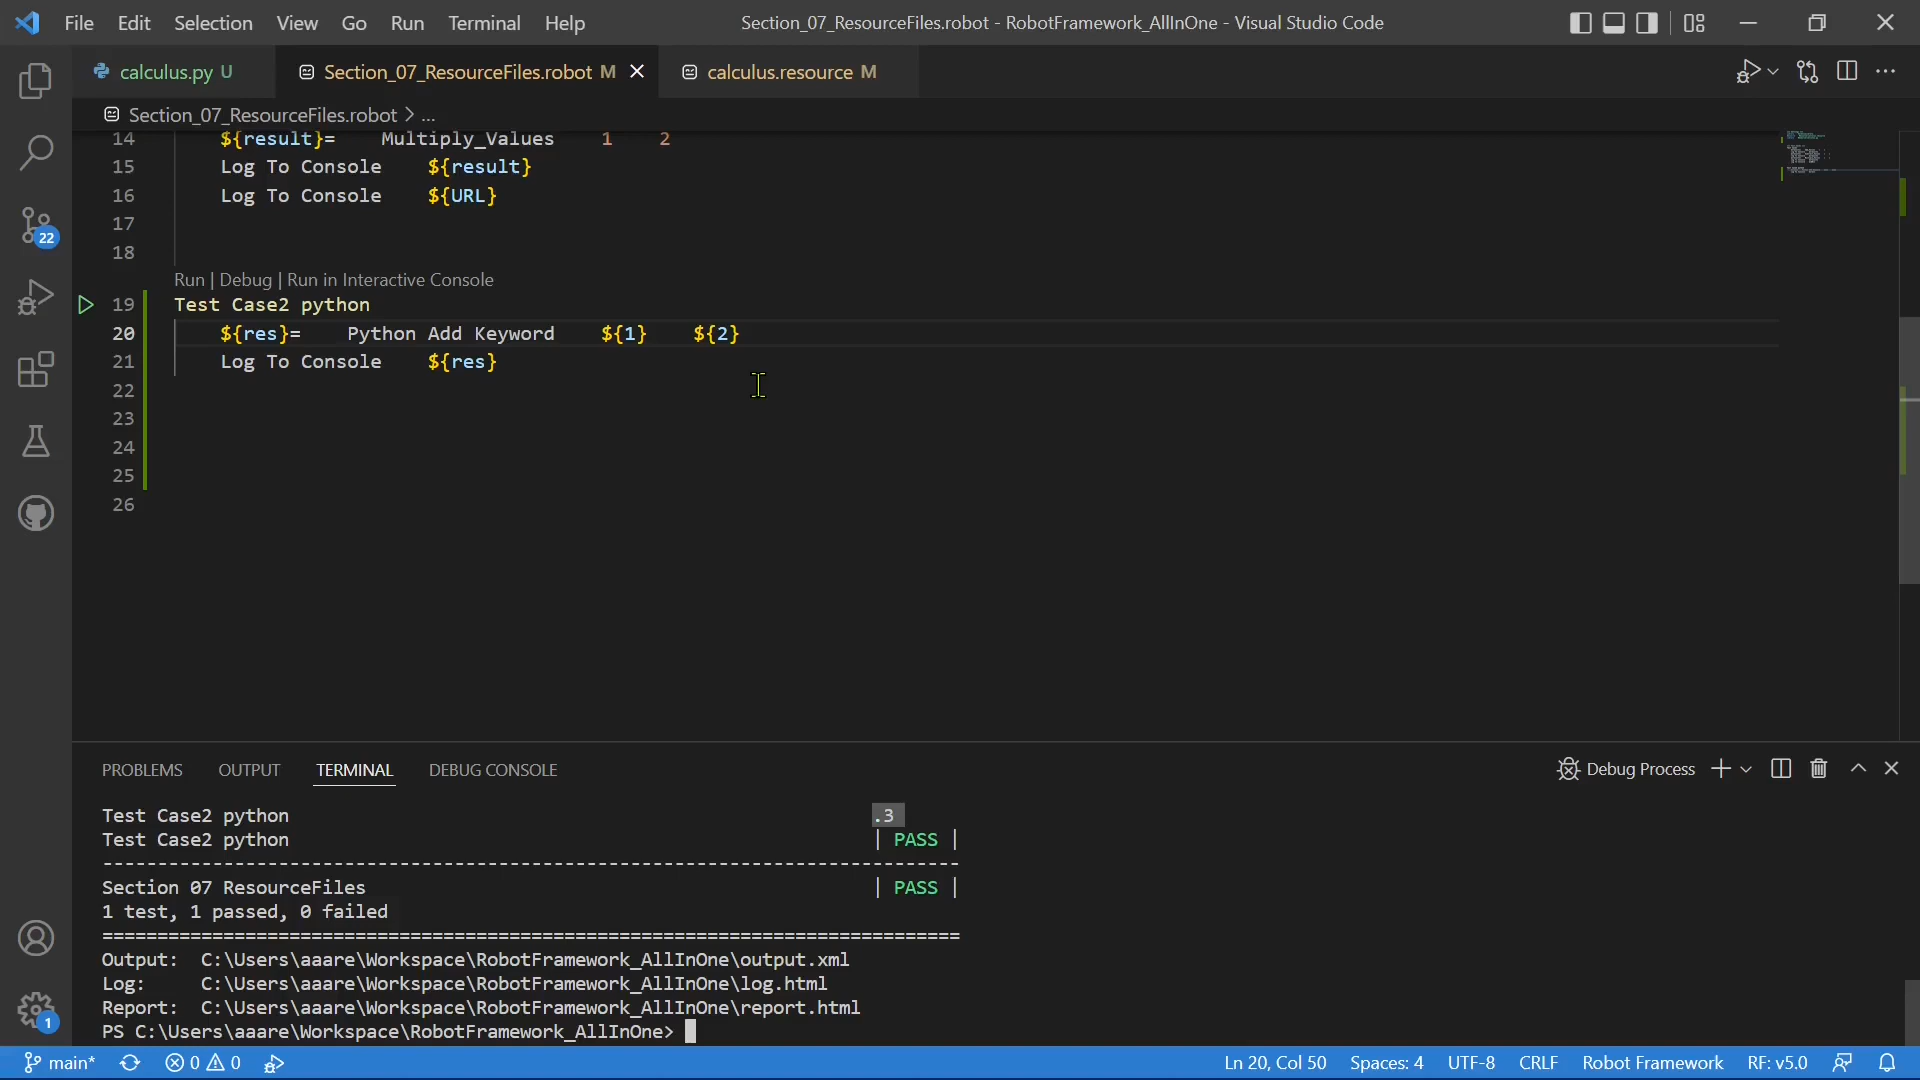 File Edit Selection View Go Run Terminal Help
Section_07_ResourceFiles.robot - RobotFramework_AllInOne - Visual Studio Code
calculus.py U
Section_07_ResourceFiles.robot M
calculus.resource M
Section_07_ResourceFiles.robot > ...
14 ${result}= Multiply_Values 1 2
15 Log To Console ${result}
16 Log To Console ${URL}
17
18
Run | Debug | Run in Interactive Console
19 Test Case2 python
20 ${res}= Python Add Keyword ${1} ${2}
21 Log To Console ${res}
22
23
24
25
26
22
1
PROBLEMS OUTPUT TERMINAL DEBUG CONSOLE
Debug Process
Test Case2 python .3
Test Case2 python | PASS |
------------------------------------------------------------------------------
Section 07 ResourceFiles | PASS |
1 test, 1 passed, 0 failed
==============================================================================
Output: C:\Users\aaare\Workspace\RobotFramework_AllInOne\output.xml
Log: C:\Users\aaare\Workspace\RobotFramework_AllInOne\log.html
Report: C:\Users\aaare\Workspace\RobotFramework_AllInOne\report.html
PS C:\Users\aaare\Workspace\RobotFramework_AllInOne>
main* 0 0 Ln 20, Col 50 Spaces: 4 UTF-8 CRLF Robot Framework RF: v5.0